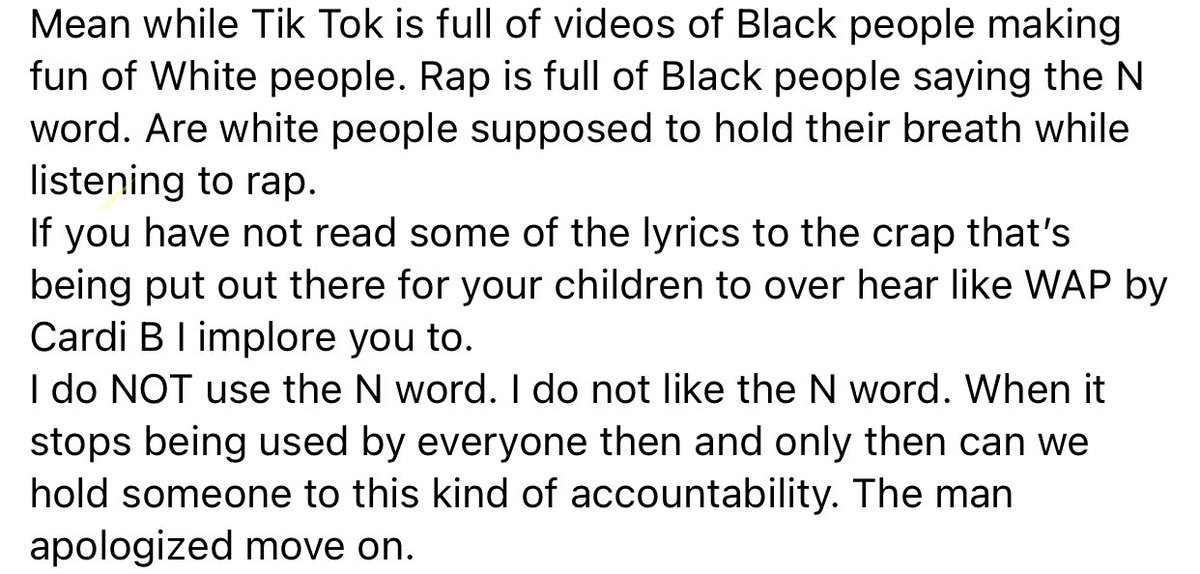 Mean while Tik Tok is full of videos of Black people making
fun of White people. Rap is full of Black people saying the N
word. Are white people supposed to hold their breath while
listening to rap.
If you have not read some of the lyrics to the crap that’s
being put out there for your children to over hear like WAP by
Cardi B I implore you to.
I do NOT use the N word. I do not like the N word. When it
stops being used by everyone then and only then can we
hold someone to this kind of accountability. The man
apologized move on.